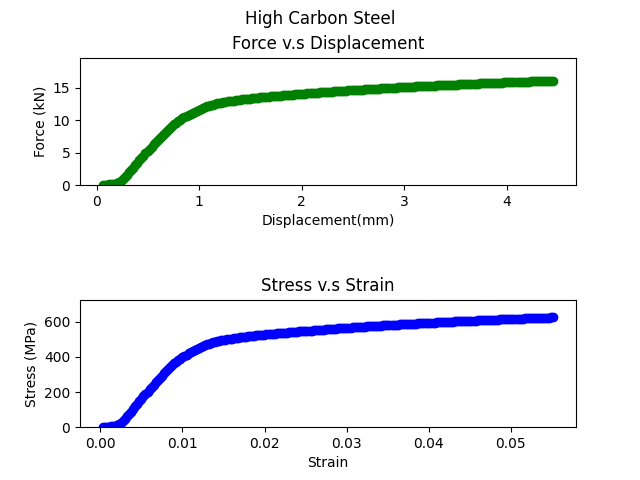 High Carbon Steel
Force v.s Displacement
Force (kN)
15
10
5
0
0 1 2 3 4
Displacement(mm)
Stress v.s Strain
Stress (MPa)
600
400
200
0
0.00 0.01 0.02 0.03 0.04 0.05
Strain